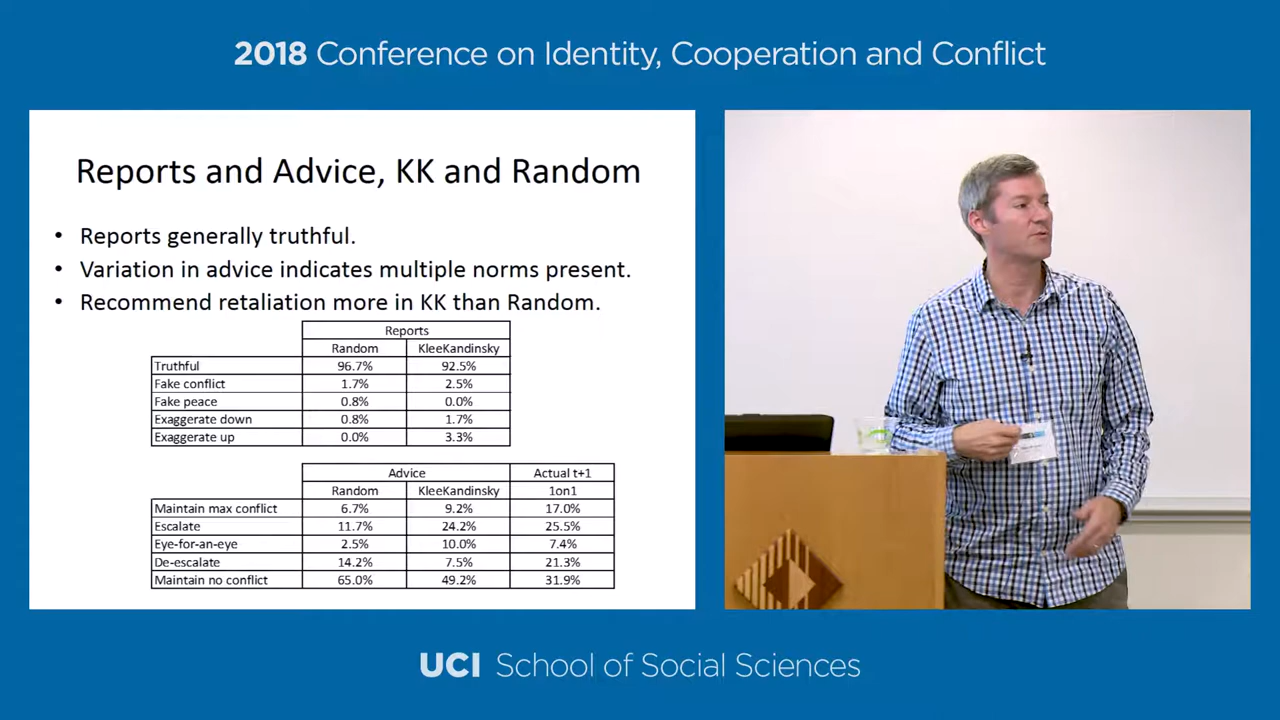 2018 Conference on Identity, Cooperation and Conflict
Reports and Advice, KK and Random
• Reports generally truthful.
• Variation in advice indicates multiple norms present.
• Recommend retaliation more in KK than Random.
Reports
Random KleeKandinsky
Truthful 96.7% 92.5%
Fake conflict 1.7% 2.5%
Fake peace 0.8% 0.0%
Exaggerate down 0.8% 1.7%
Exaggerate up 0.0% 3.3%
Advice Actual t+1
Random KleeKandinsky 1on1
Maintain max conflict 6.7% 9.2% 17.0%
Escalate 11.7% 24.2% 25.5%
Eye-for-an-eye 2.5% 10.0% 7.4%
De-escalate 14.2% 7.5% 21.3%
Maintain no conflict 65.0% 49.2% 31.9%
UCI School of Social Sciences